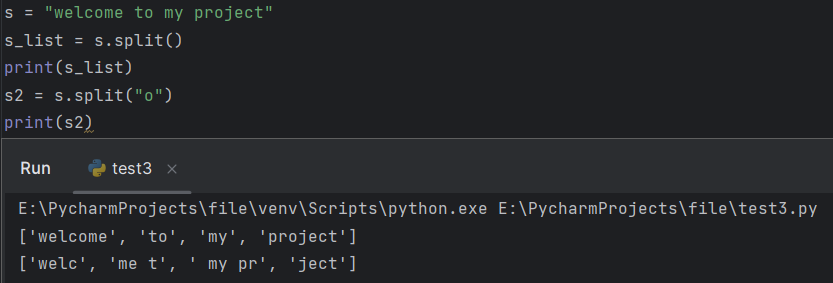 s = "welcome to my project"
s_list = s.split()
print(s_list)
s2 = s.split("o")
print(s2)
Run test3 ×
E:\PycharmProjects\file\venv\Scripts\python.exe E:\PycharmProjects\file\test3.py
['welcome', 'to', 'my', 'project']
['welc', 'me t', ' my pr', 'ject']